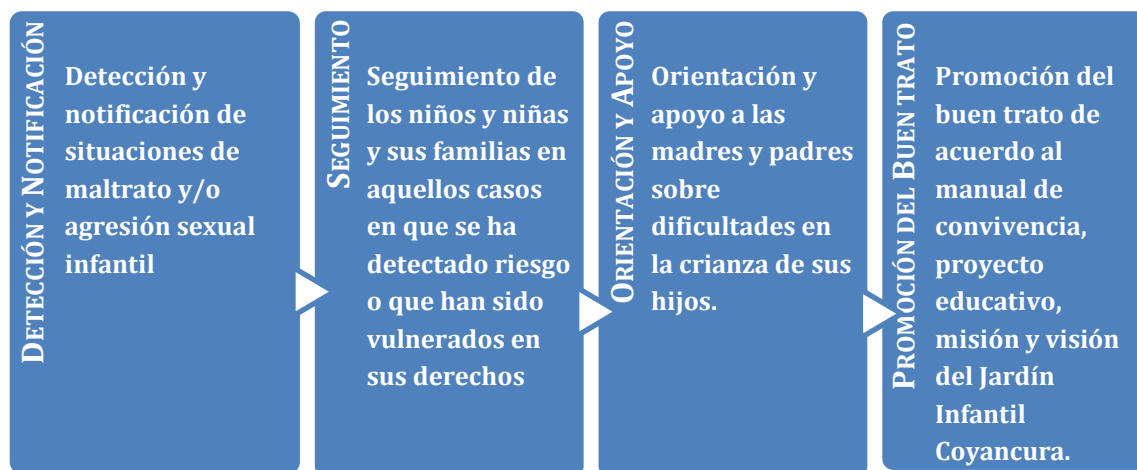 DETECCIÓN Y NOTIFICACIÓN
Detección y
notificación de
situaciones de
maltrato y/o
agresión sexual
infantil
SEGUIMIENTO
Seguimiento de
los niños y niñas
y sus familias en
aquellos casos
en que se ha
detectado riesgo
o que han sido
vulnerados en
sus derechos
ORIENTACIÓN Y APOYO
Orientación y
apoyo a las
madres y padres
sobre
dificultades en
la crianza de sus
hijos.
PROMOCIÓN DEL BUEN TRATO
Promoción del
buen trato de
acuerdo al
manual de
convivencia,
proyecto
educativo,
misión y visión
del Jardín
Infantil
Coyancura.